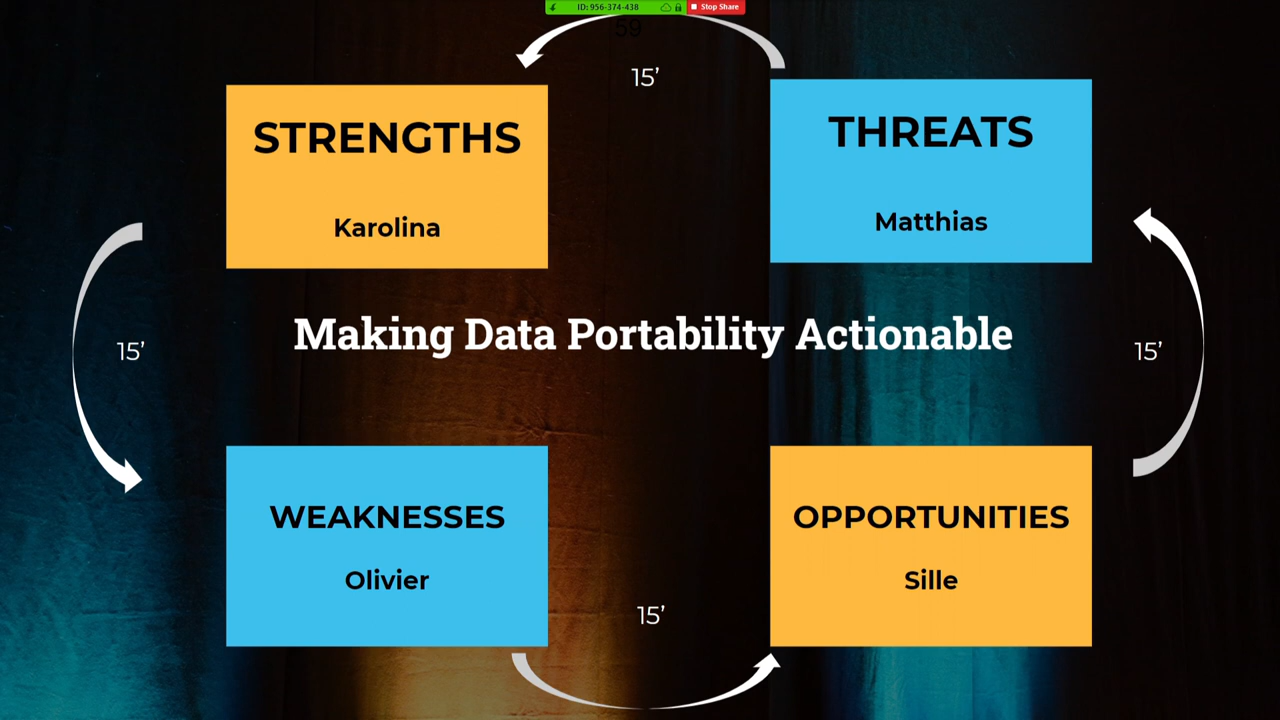 ID: 956-374-438
Stop Share
59
15’
STRENGTHS
Karolina
THREATS
Matthias
Making Data Portability Actionable
15’
15’
WEAKNESSES
Olivier
OPPORTUNITIES
Sille
15’